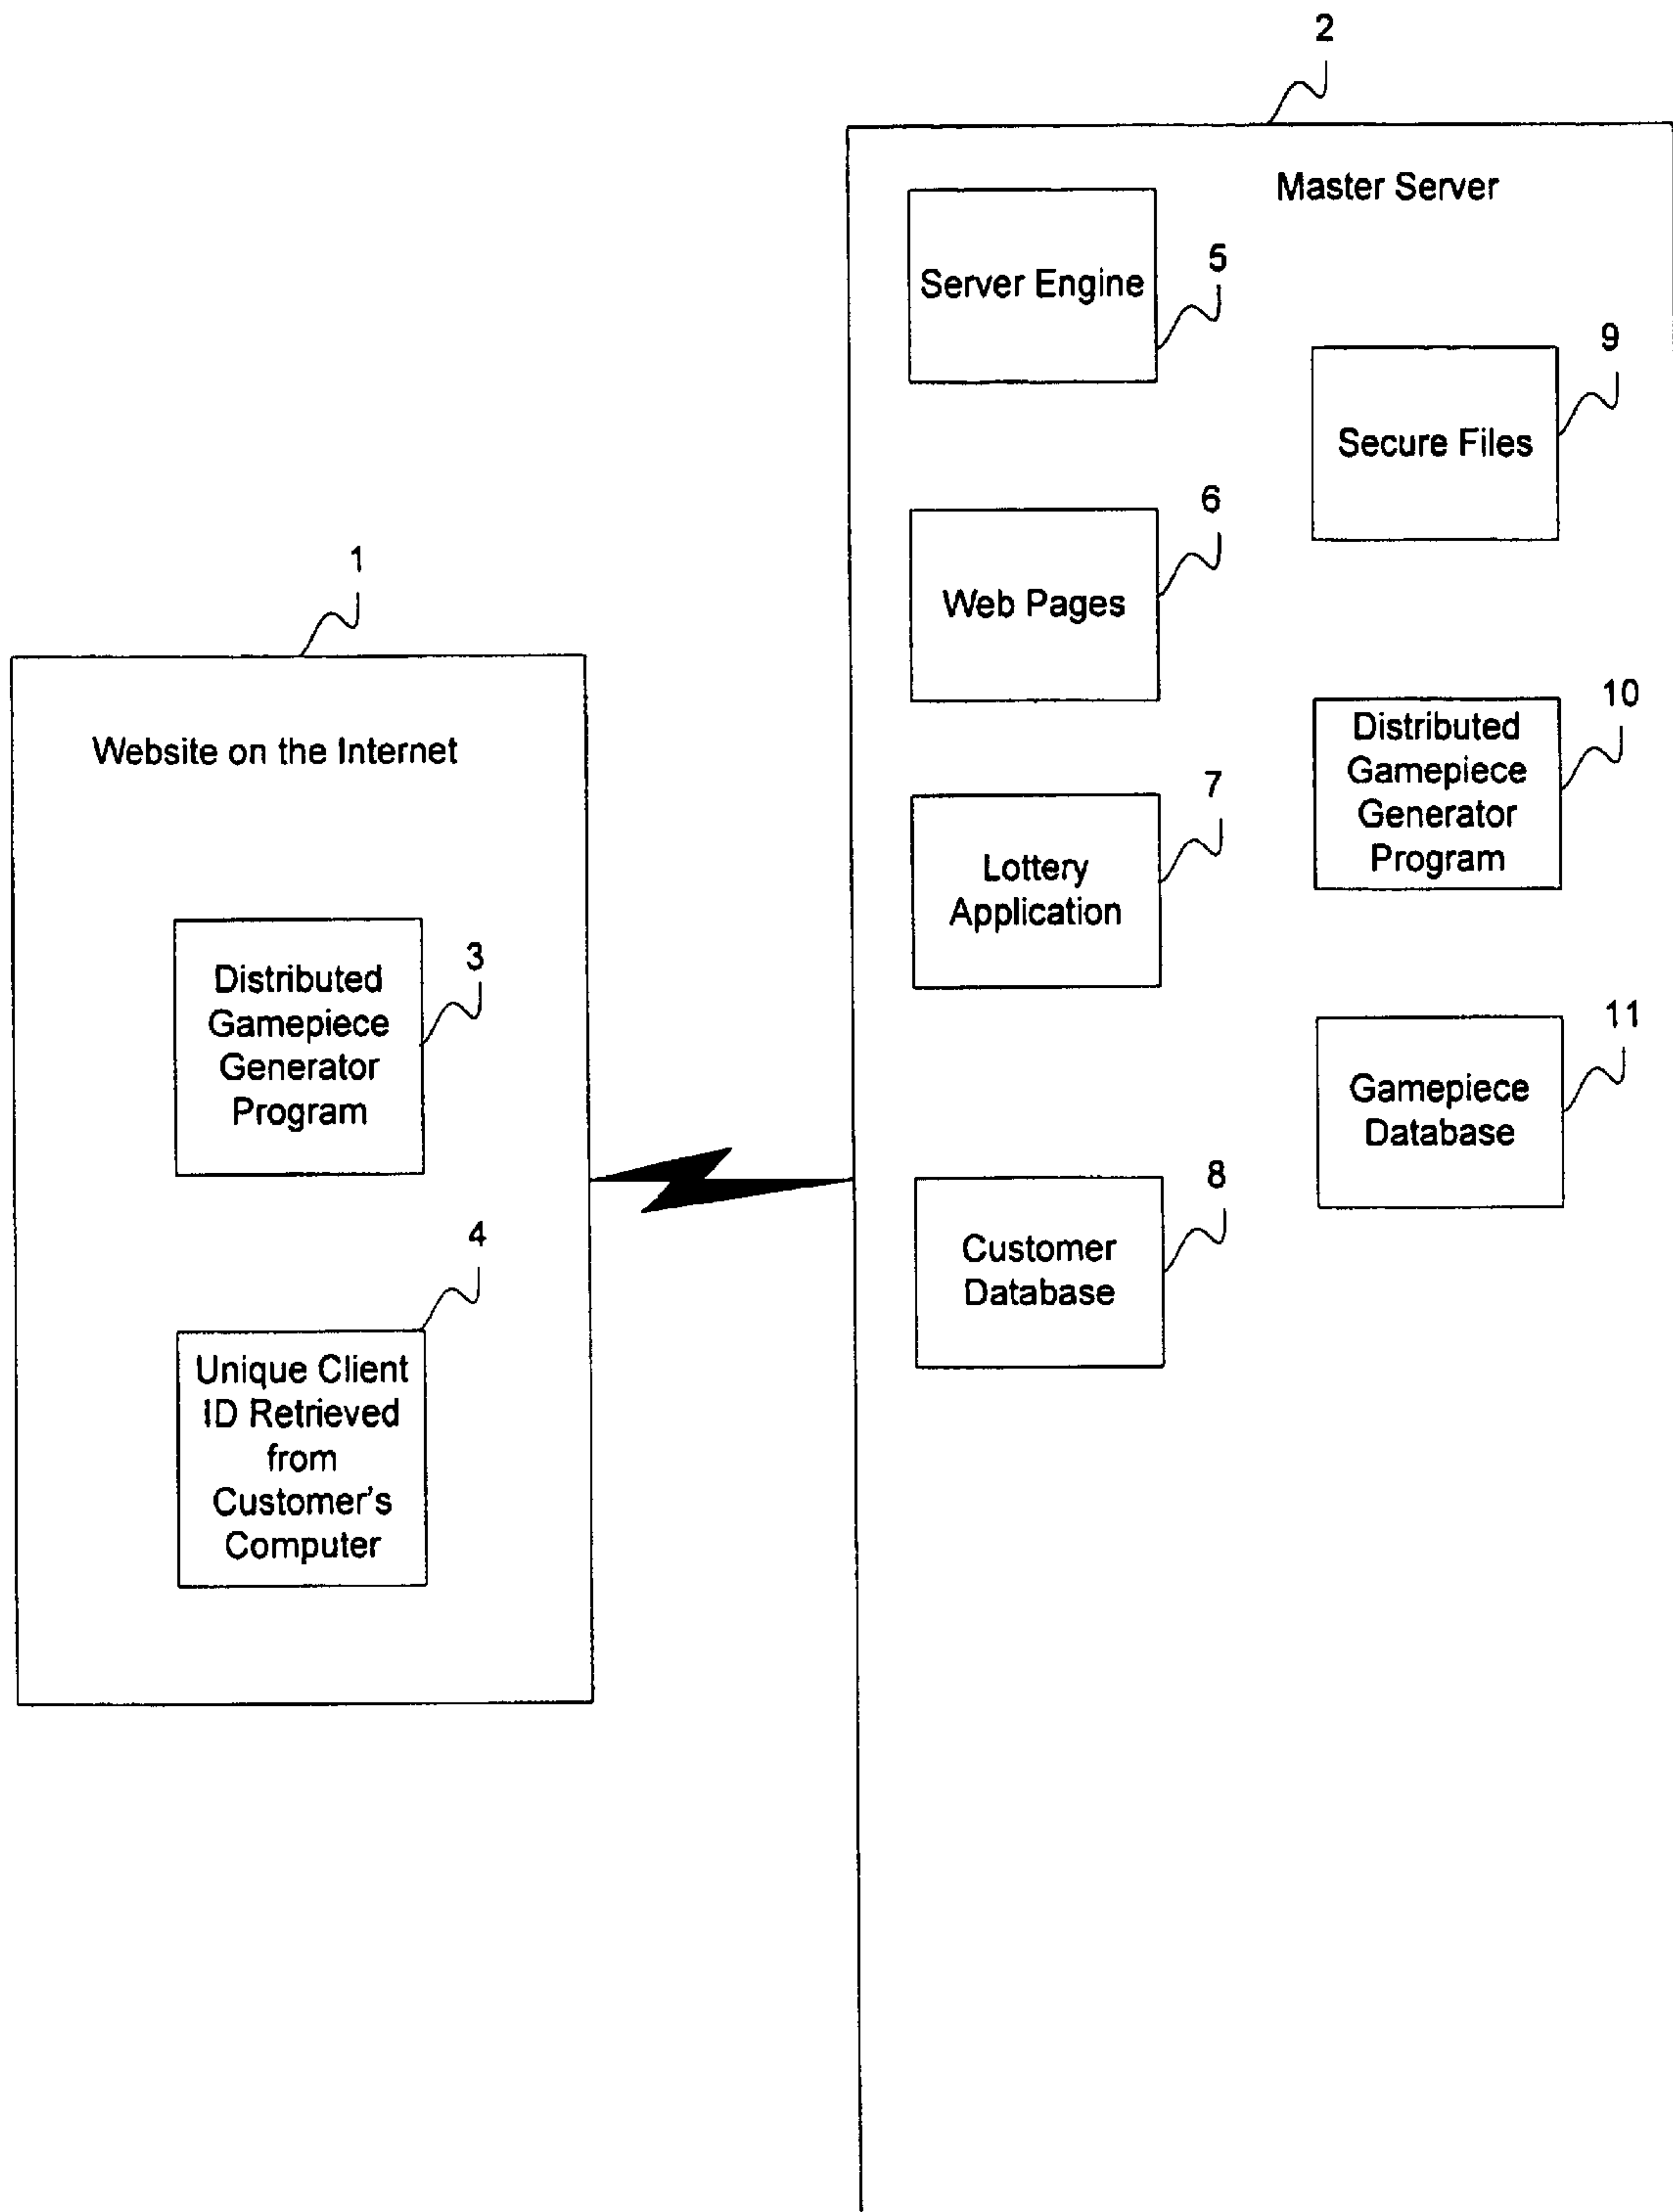 2
Master Server
Server Engine
5
9
Secure Files
6
Web Pages
1
Website on the Internet
10
Distributed
Gamepiece
Generator
Program
7
Lottery
Application
3
Distributed
Gamepiece
Generator
Program
11
Gamepiece
Database
8
Customer
Database
4
Unique Client
ID Retrieved
from
Customer's
Computer